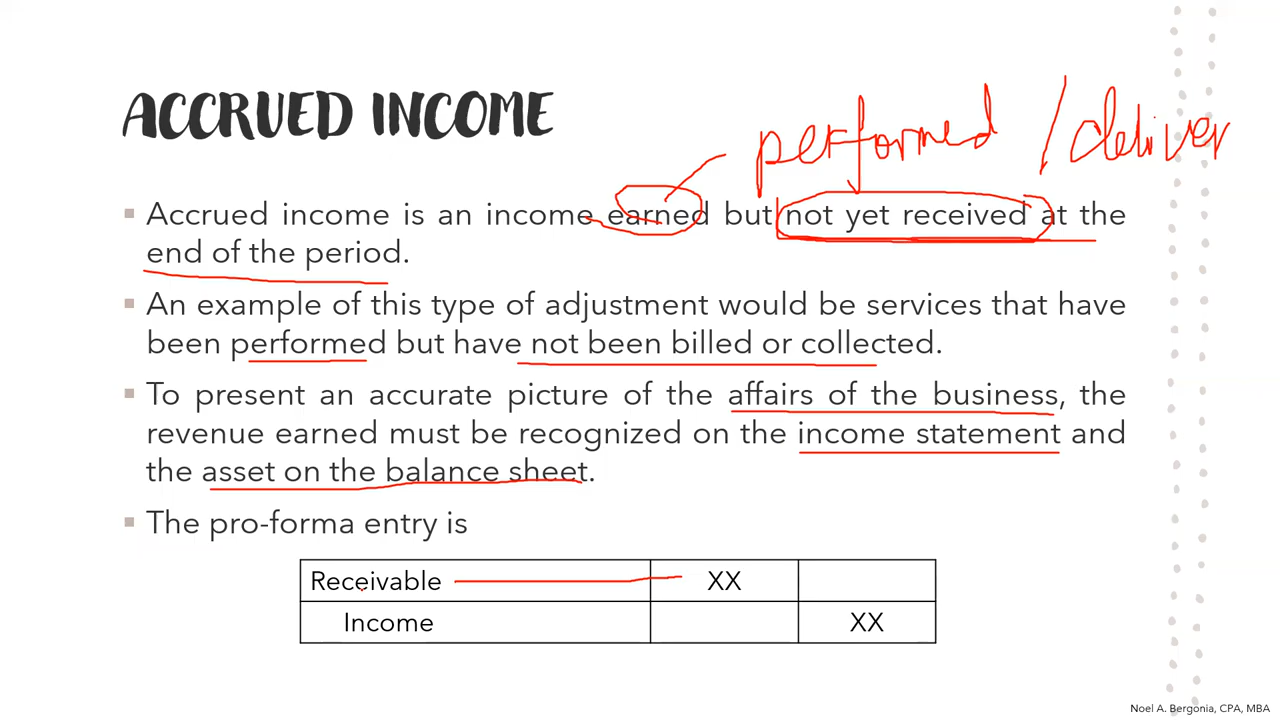 ACCRUED INCOME
performed / deliver
▪ Accrued income is an income earned but not yet received at the
end of the period.
▪ An example of this type of adjustment would be services that have
been performed but have not been billed or collected.
▪ To present an accurate picture of the affairs of the business, the
revenue earned must be recognized on the income statement and
the asset on the balance sheet.
▪ The pro-forma entry is
Receivable XX
Income XX
Noel A. Bergonia, CPA, MBA